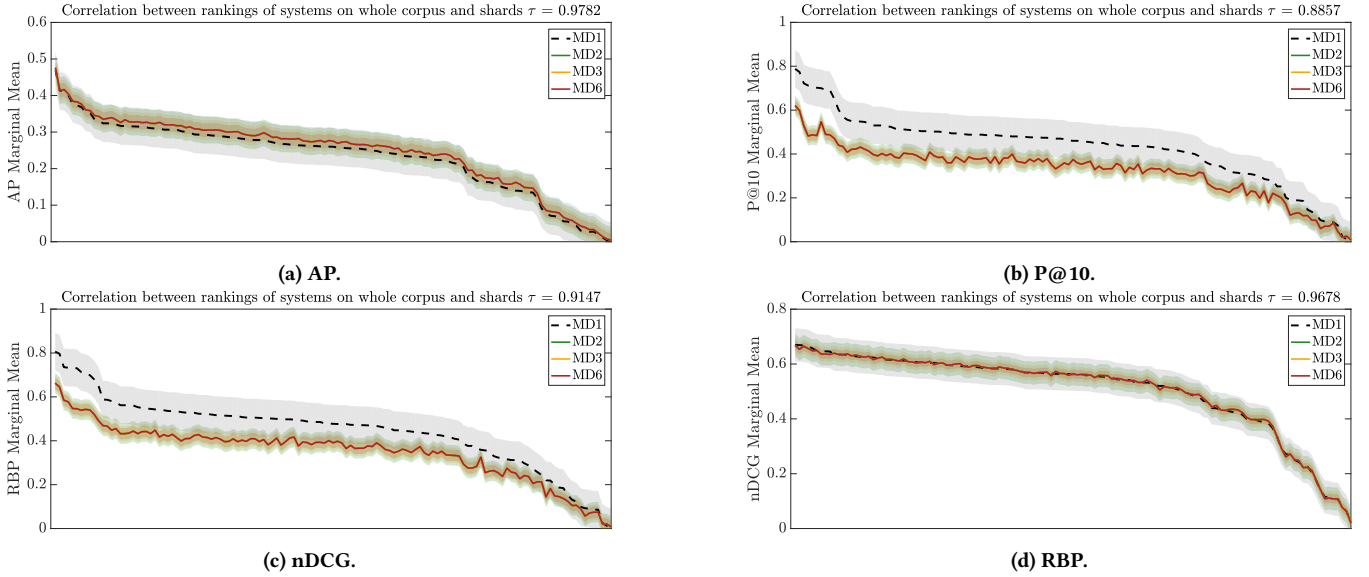 Correlation between rankings of systems on whole corpus and shards τ = 0.9782
AP Marginal Mean
0.6
0.5
0.4
0.3
0.2
0.1
0
MD1
MD2
MD3
MD6
(a) AP.
Correlation between rankings of systems on whole corpus and shards τ = 0.8857
P@10 Marginal Mean
1
0.8
0.6
0.4
0.2
0
MD1
MD2
MD3
MD6
(b) P@10.
Correlation between rankings of systems on whole corpus and shards τ = 0.9147
RBP Marginal Mean
1
0.8
0.6
0.4
0.2
0
MD1
MD2
MD3
MD6
(c) nDCG.
Correlation between rankings of systems on whole corpus and shards τ = 0.9678
nDCG Marginal Mean
0.8
0.6
0.4
0.2
0
MD1
MD2
MD3
MD6
(d) RBP.